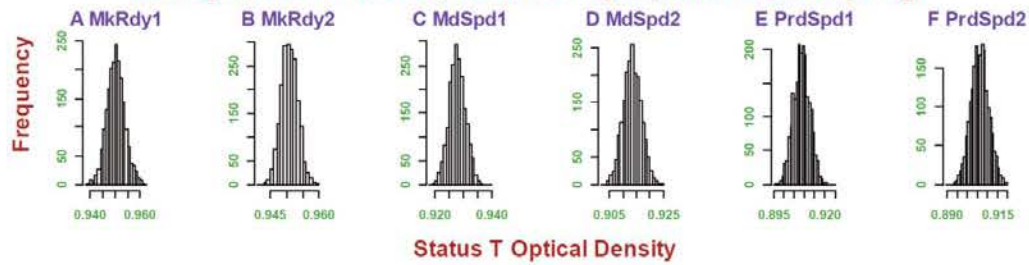 A MkRdy1
B MkRdy2
C MdSpd1
D MdSpd2
E PrdSpd1
F PrdSpd2
Frequency
0 50 150 250
0 50 150 250
0 50 150 250
0 50 150 250
0 50 100 200
0 50 100 150
0.940 0.960
0.945 0.960
0.920 0.940
0.905 0.925
0.895 0.920
0.890 0.915
Status T Optical Density